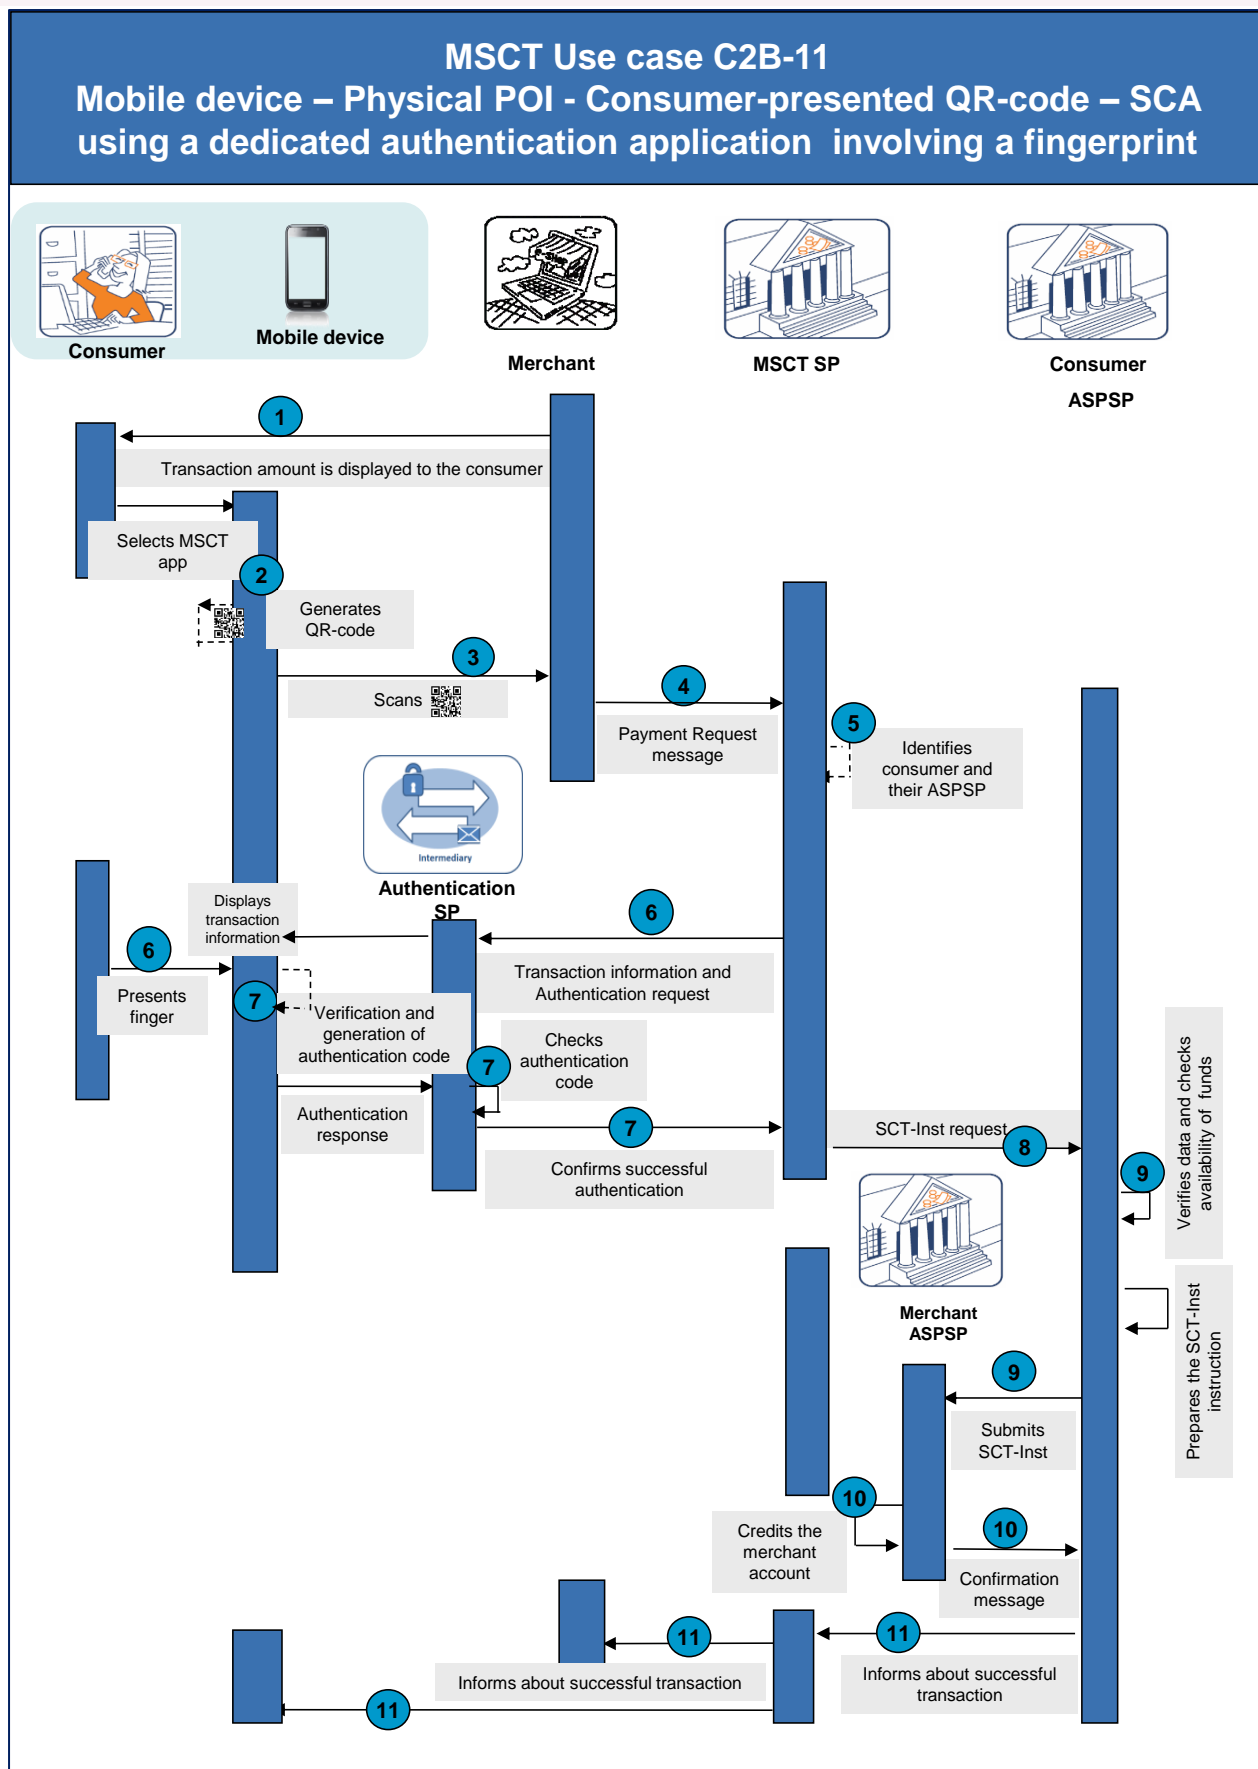 MSCT Use case C2B-11
Mobile device – Physical POI - Consumer-presented QR-code – SCA
using a dedicated authentication application involving a fingerprint
Consumer
Mobile device
Merchant
MSCT SP
Consumer
ASPSP
1
Transaction amount is displayed to the consumer
Selects MSCT
app
2
Generates
QR-code
3
Scans
4
Payment Request
message
5
Identifies
consumer and
their ASPSP
Intermediary
Authentication
SP
Displays
transaction
information
6
Presents
finger
6
Transaction information and
Authentication request
7
Verification and
generation of
authentication code
7
Checks
authentication
code
Authentication
response
7
Confirms successful
authentication
SCT-Inst request
8
9
Verifies data and checks
availability of funds
Merchant
ASPSP
Prepares the SCT-Inst
instruction
9
Submits
SCT-Inst
10
Credits the
merchant
account
10
Confirmation
message
11
Informs about successful
transaction
11
Informs about successful transaction
11